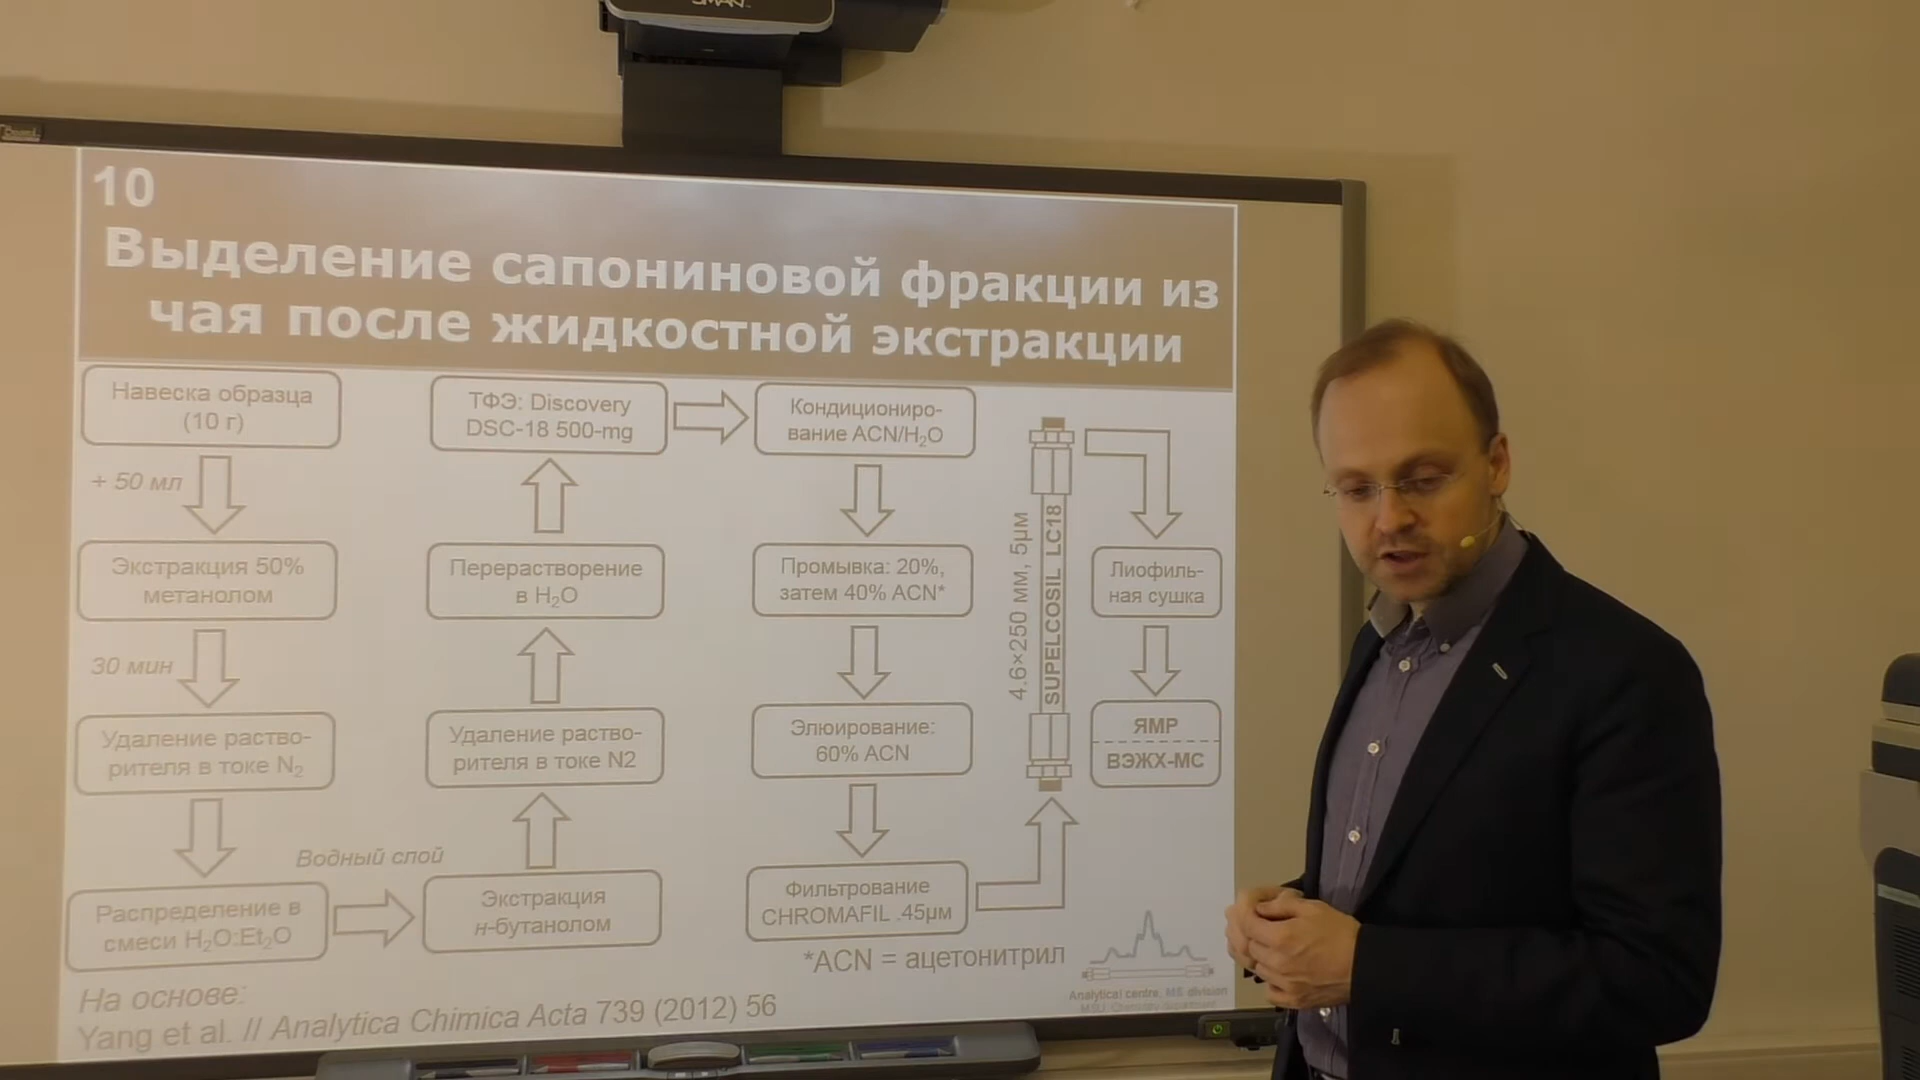 10
Выделение сапониновой фракции из
чая после жидкостной экстракции
Навеска образца
(10 г)
+ 50 мл
Экстракция 50%
метанолом
30 мин
Удаление раство-
рителя в токе N₂
Распределение в
смеси H₂O:Et₂O
Водный слой
Экстракция
н-бутанолом
Удаление раство-
рителя в токе N2
Перерастворение
в H₂O
ТФЭ: Discovery
DSC-18 500-mg
Кондициониро-
вание ACN/H₂O
Промывка: 20%,
затем 40% ACN*
Элюирование:
60% ACN
Фильтрование
CHROMAFIL .45µм
4.6×250 мм, 5µм
SUPELCOSIL LC18
Лиофиль-
ная сушка
ЯМР
ВЭЖХ-МС
*ACN = ацетонитрил
На основе:
Yang et al. // Analytica Chimica Acta 739 (2012) 56
Analytical centre, MS division